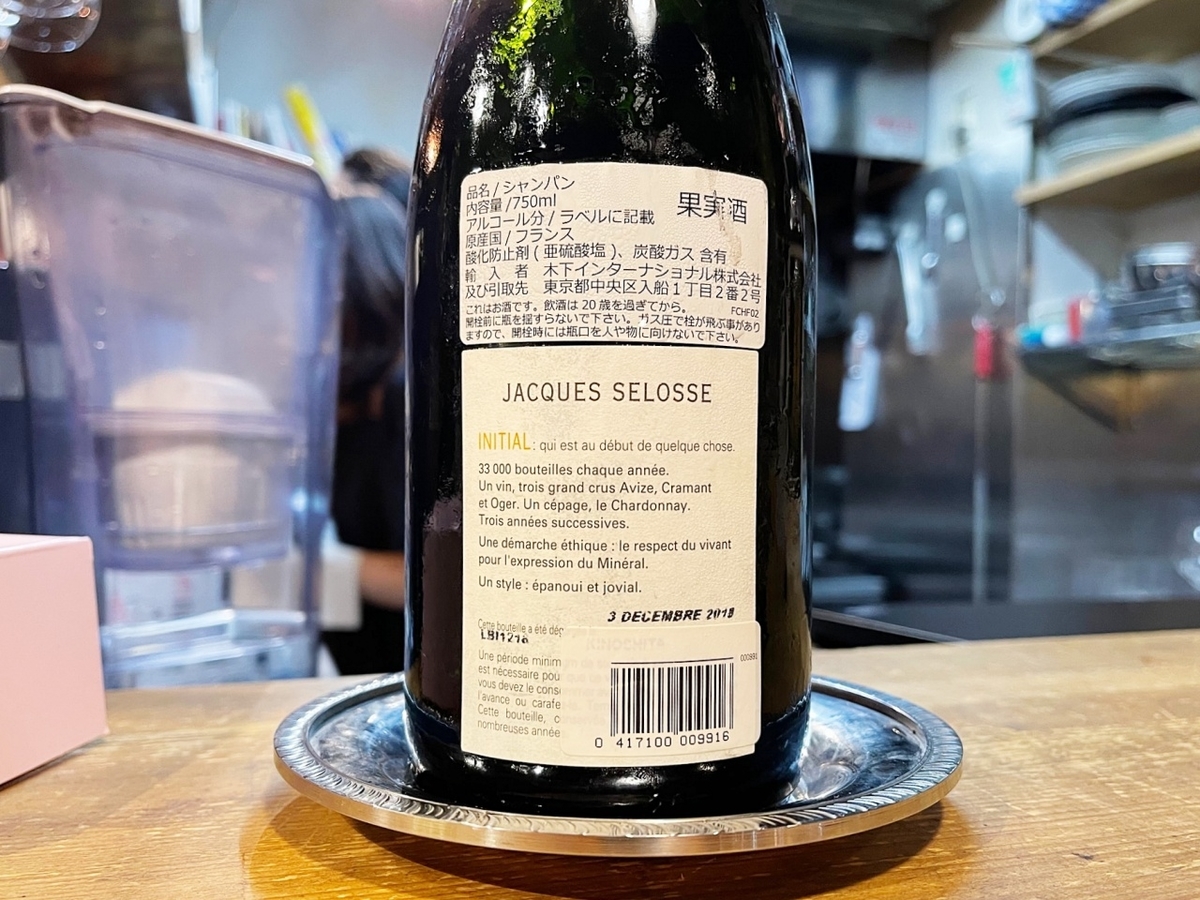 品名 / シャンパン
果実酒
内容量 /750ml
アルコール分 / ラベルに記載
原産国 / フランス
酸化防止剤 ( 亜硫酸塩 )、炭酸ガス 含有
輸 入 者 木下インターナショナル株式会社
及び引取先 東京都中央区入船1丁目2番2号
これはお酒です。飲酒は 20 歳を過ぎてから。 FCHF02
開栓前に瓶を揺すらないで下さい。ガス圧で栓が飛ぶ事があり
ますので、開栓時には瓶口を人や物に向けないで下さい。
JACQUES SELOSSE
INITIAL : qui est au début de quelque chose.
33 000 bouteilles chaque année.
Un vin, trois grand crus Avize, Cramant
et Oger. Un cépage, le Chardonnay.
Trois années successives.
Une démarche éthique : le respect du vivant
pour l'expression du Minéral.
Un style : épanoui et jovial.
3 DECEMBRE 2018
Cette bouteille a été dég
Une période minim
est nécessaire pou
vous devez le cons
l'avance ou carafe
Cette bouteille, c
nombreuses année
000991
0 417100 009916